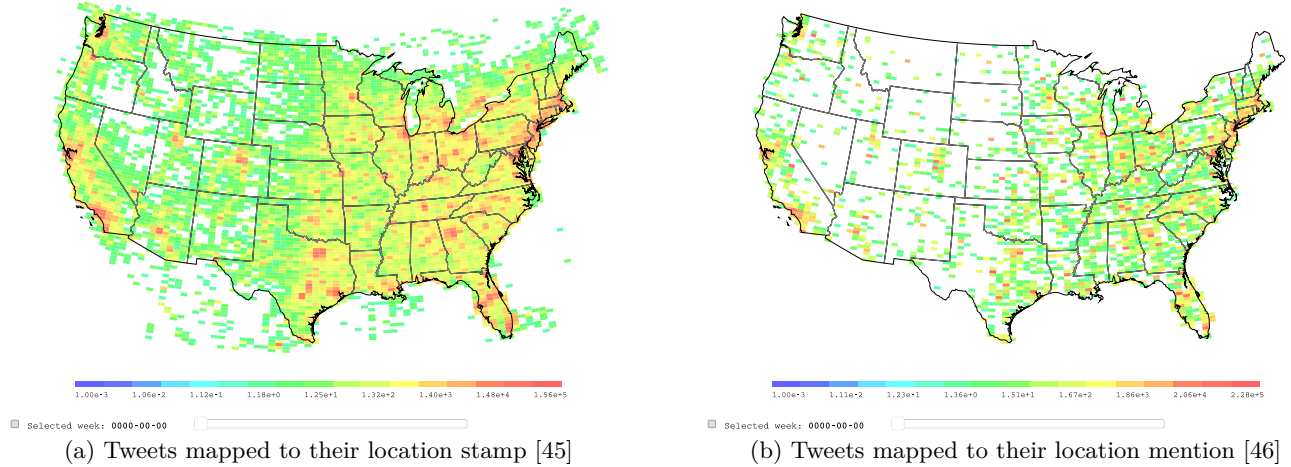 1.00e-3 1.06e-2 1.12e-1 1.18e+0 1.25e+1 1.32e+2 1.40e+3 1.48e+4 1.56e+5
Selected week: 0000-00-00
(a) Tweets mapped to their location stamp [45]
1.00e-3 1.11e-2 1.23e-1 1.36e+0 1.51e+1 1.67e+2 1.86e+3 2.06e+4 2.28e+5
Selected week: 0000-00-00
(b) Tweets mapped to their location mention [46]